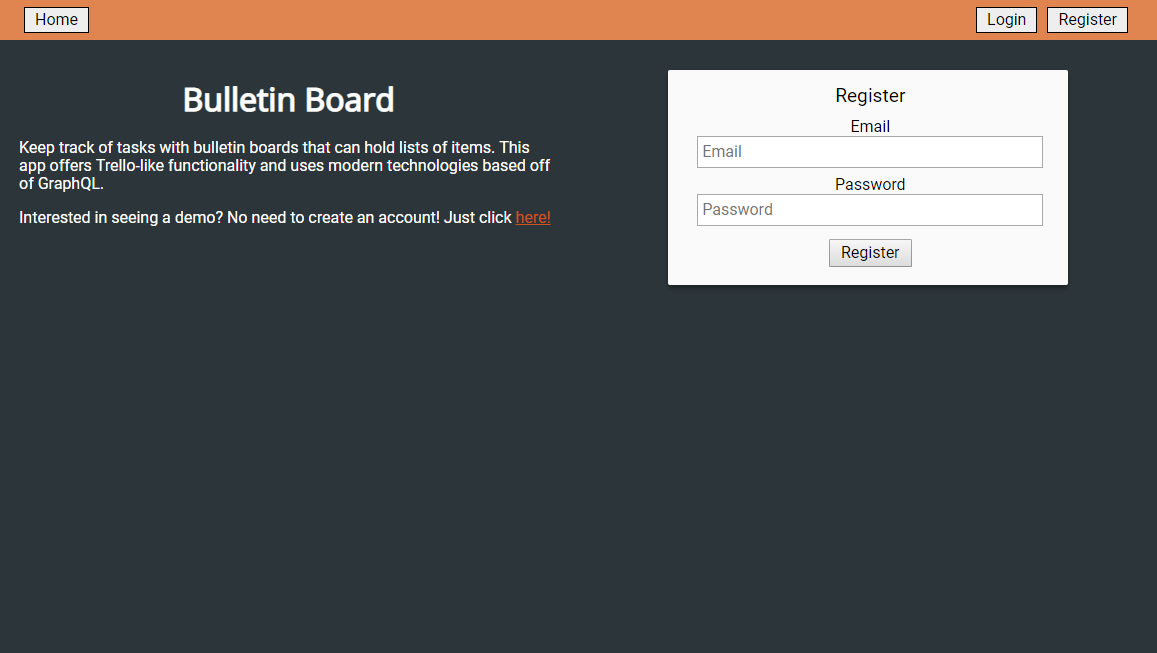 Home
Login
Register
Bulletin Board
Keep track of tasks with bulletin boards that can hold lists of items. This
app offers Trello-like functionality and uses modern technologies based off
of GraphQL.
Interested in seeing a demo? No need to create an account! Just click here!
Register
Email
Email
Password
Password
Register